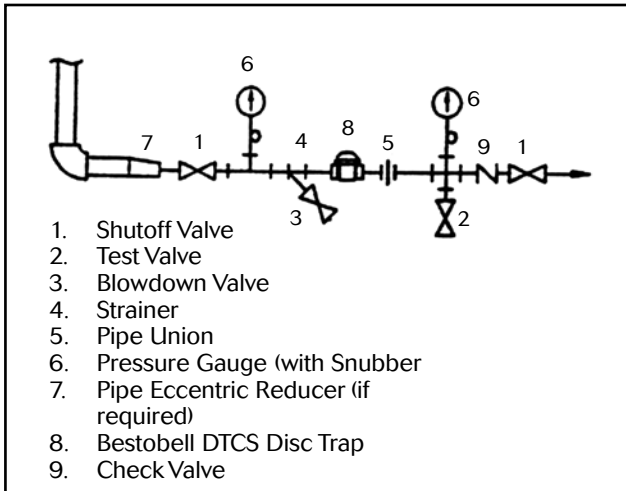 6
6
7
1
4
8
5
9
1
3
2
1. Shutoff Valve
2. Test Valve
3. Blowdown Valve
4. Strainer
5. Pipe Union
6. Pressure Gauge (with Snubber
7. Pipe Eccentric Reducer (if
required)
8. Bestobell DTCS Disc Trap
9. Check Valve